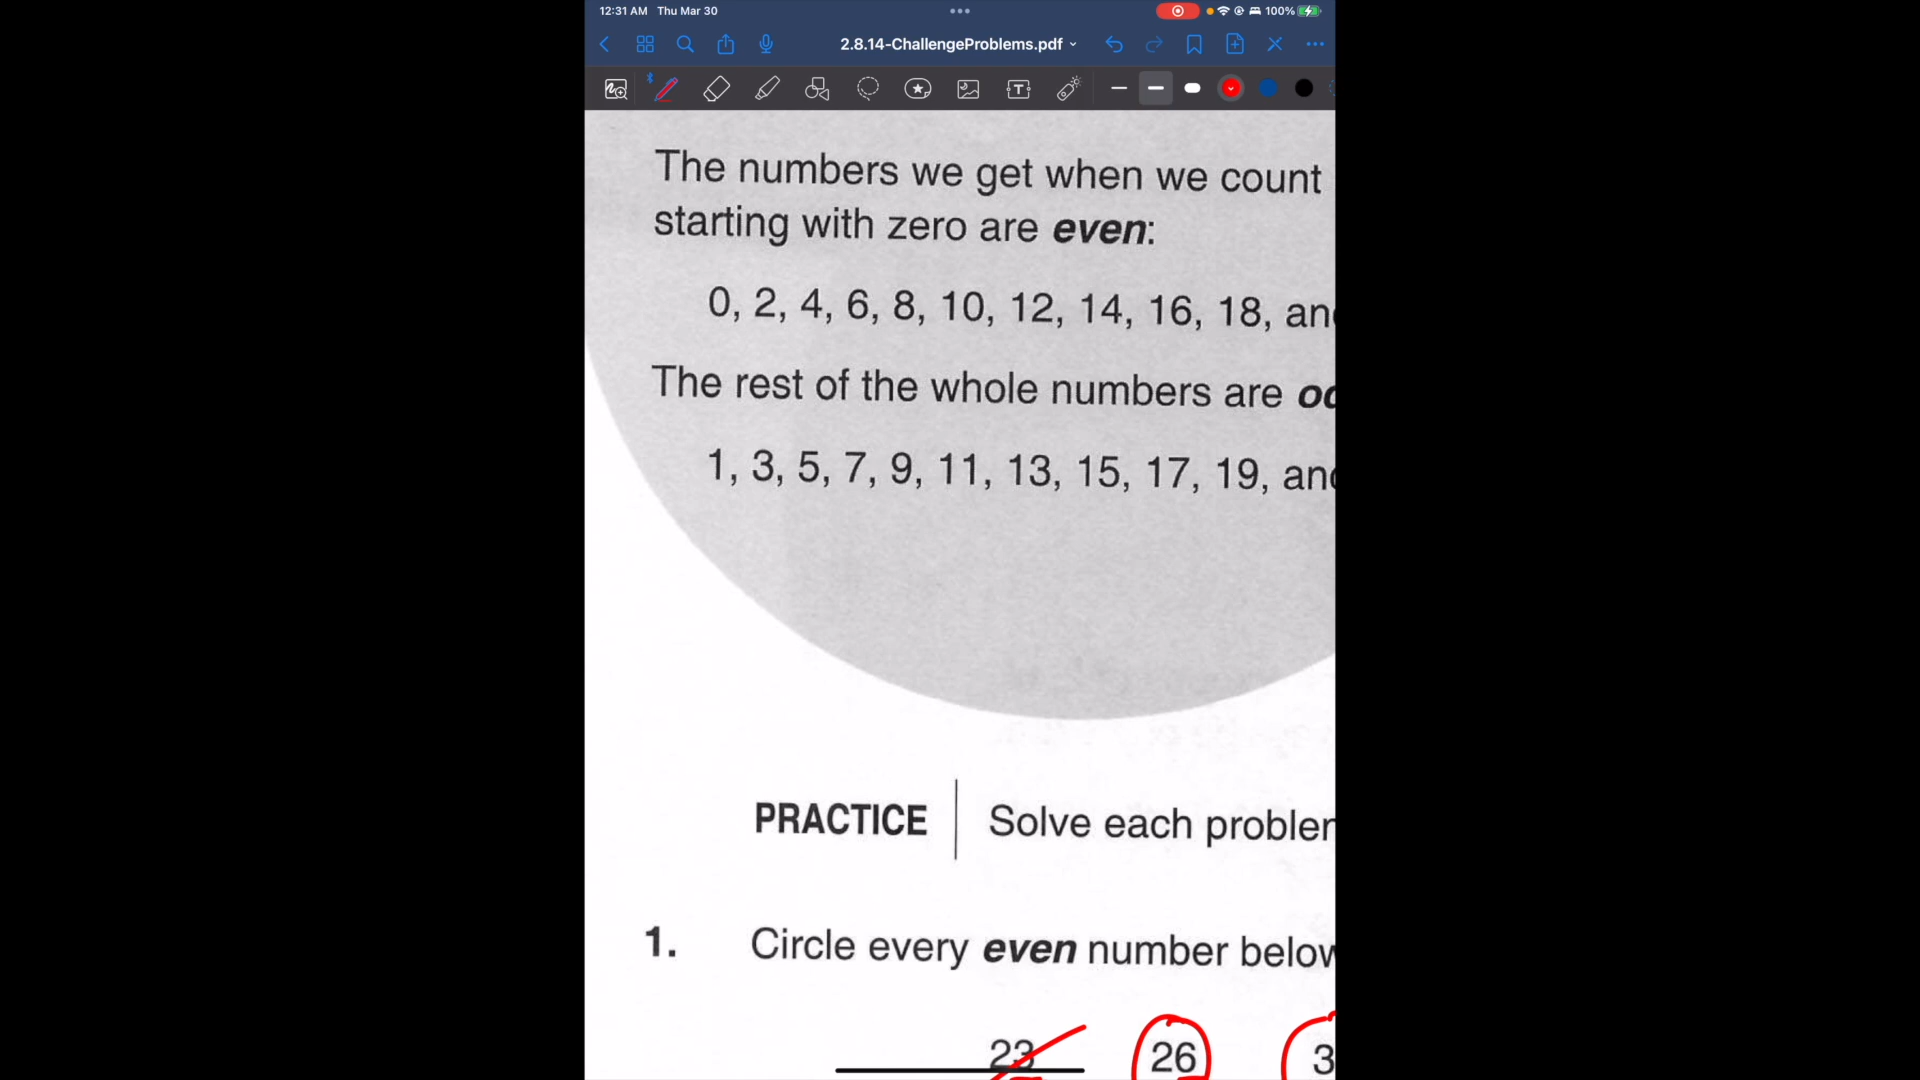 12:31 AM Thu Mar 30
100%
2.8.14-ChallengeProblems.pdf
T
The numbers we get when we count
starting with zero are even:
0, 2, 4, 6, 8, 10, 12, 14, 16, 18,
The rest of the whole numbers are
1, 3, 5, 7, 9, 11, 13, 15, 17, 19,
PRACTICE Solve each
1. Circle every even number
23 26